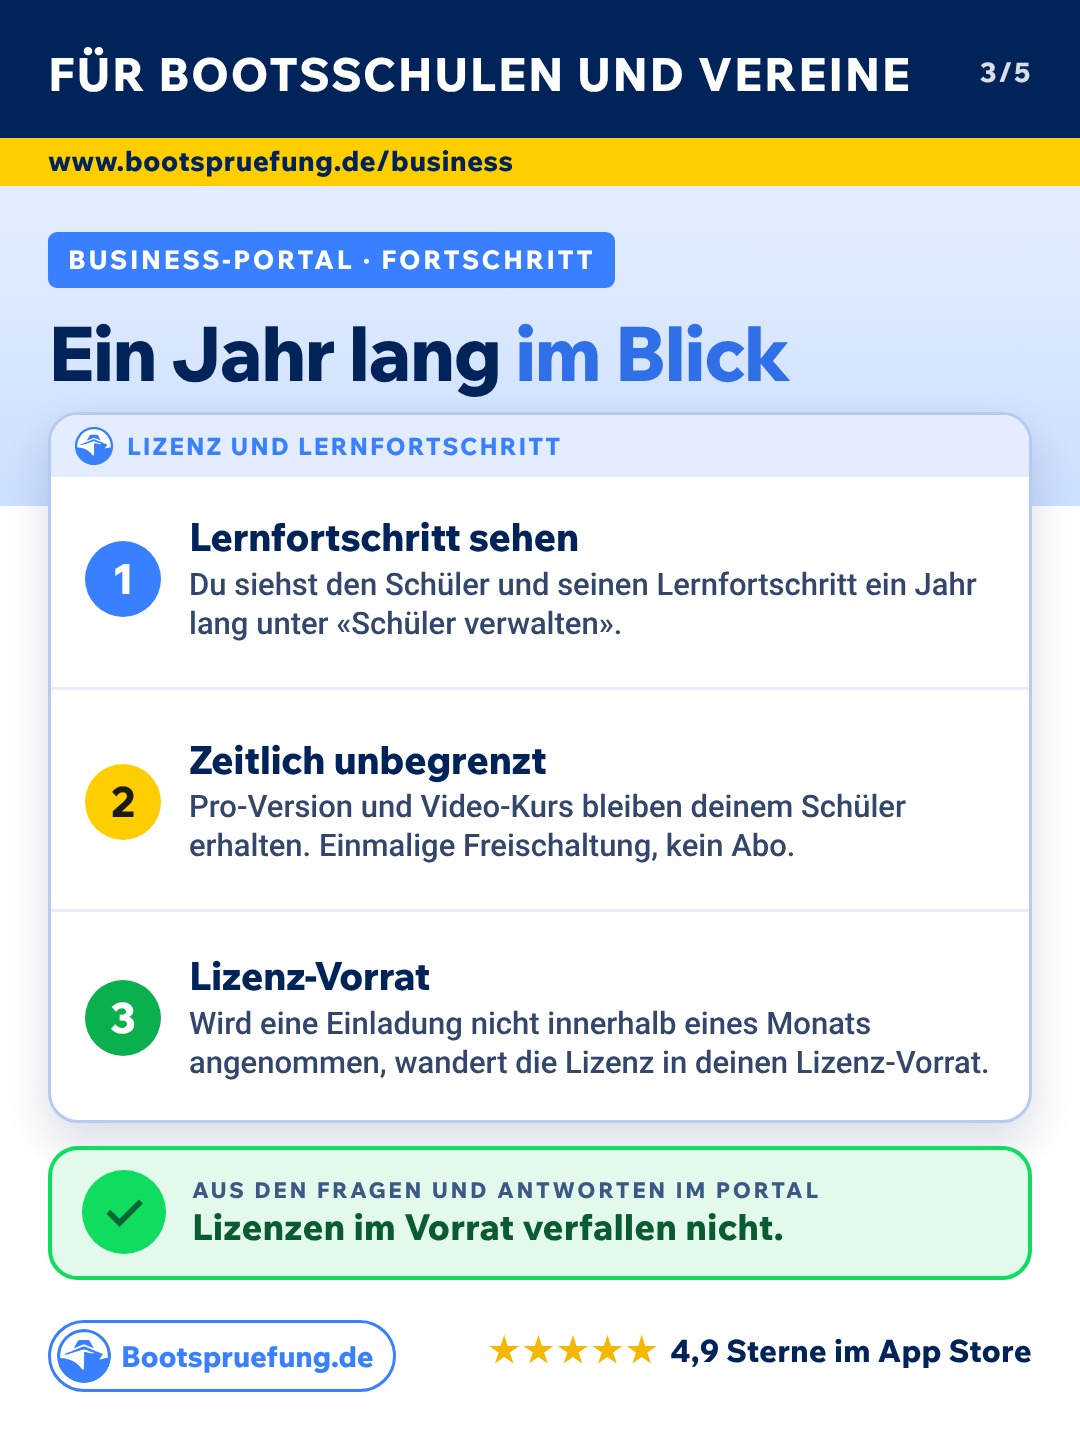 FÜR BOOTSSCHULEN UND VEREINE
3/5
www.bootspruefung.de/business
BUSINESS-PORTAL · FORTSCHRITT
Ein Jahr lang im Blick
LIZENZ UND LERNFORTSCHRITT
1
Lernfortschritt sehen
Du siehst den Schüler und seinen Lernfortschritt ein Jahr
lang unter «Schüler verwalten».
2
Zeitlich unbegrenzt
Pro-Version und Video-Kurs bleiben deinem Schüler
erhalten. Einmalige Freischaltung, kein Abo.
3
Lizenz-Vorrat
Wird eine Einladung nicht innerhalb eines Monats
angenommen, wandert die Lizenz in deinen Lizenz-Vorrat.
AUS DEN FRAGEN UND ANTWORTEN IM PORTAL
Lizenzen im Vorrat verfallen nicht.
Bootspruefung.de
★★★★★ 4,9 Sterne im App Store